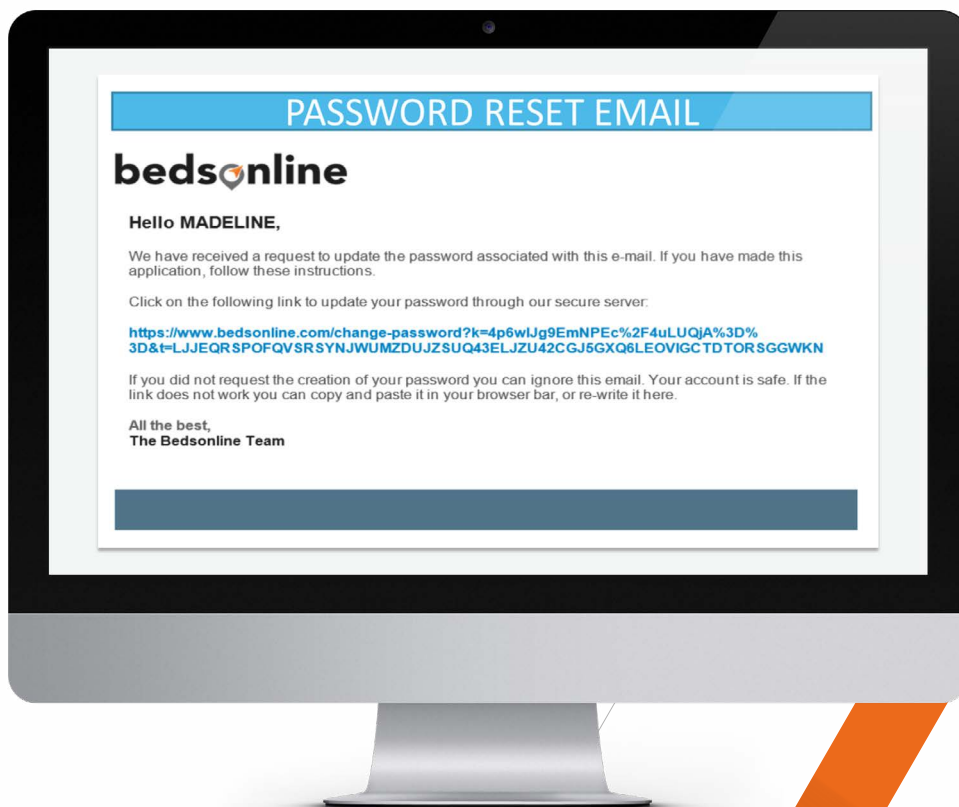 PASSWORD RESET EMAIL
bedsonline
Hello MADELINE,
We have received a request to update the password associated with this e-mail. If you have made this
application, follow these instructions.
Click on the following link to update your password through our secure server:
https://www.bedsonline.com/change-password?k=4p6wIJg9EmNPEc%2F4uLUQjA%3D%
3D&t=LJJEQRSPOFQVSRSYNJWUMZDUJZSUQ43ELJZU42CGJ5GXQ6LEOVIGCTDTORSGGWKN
If you did not request the creation of your password you can ignore this email. Your account is safe. If the
link does not work you can copy and paste it in your browser bar, or re-write it here.
All the best,
The Bedsonline Team